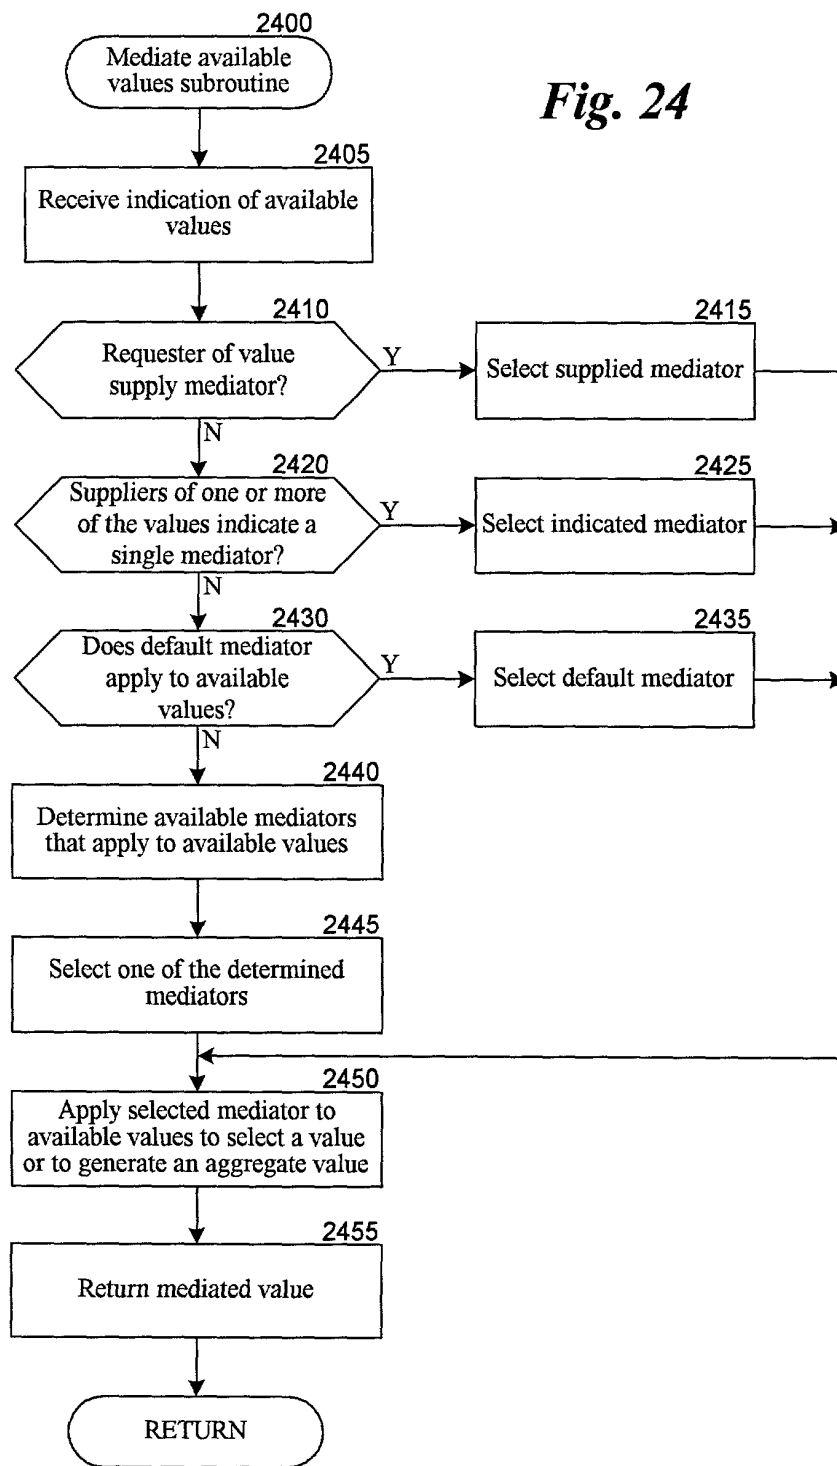 2400
Mediate available
values subroutine
Fig. 24
2405
Receive indication of available
values
2410
Requester of value
supply mediator?
Y
N
2415
Select supplied mediator
2420
Suppliers of one or more
of the values indicate a
single mediator?
Y
N
2425
Select indicated mediator
2430
Does default mediator
apply to available
values?
Y
N
2435
Select default mediator
2440
Determine available mediators
that apply to available values
2445
Select one of the determined
mediators
2450
Apply selected mediator to
available values to select a value
or to generate an aggregate value
2455
Return mediated value
RETURN